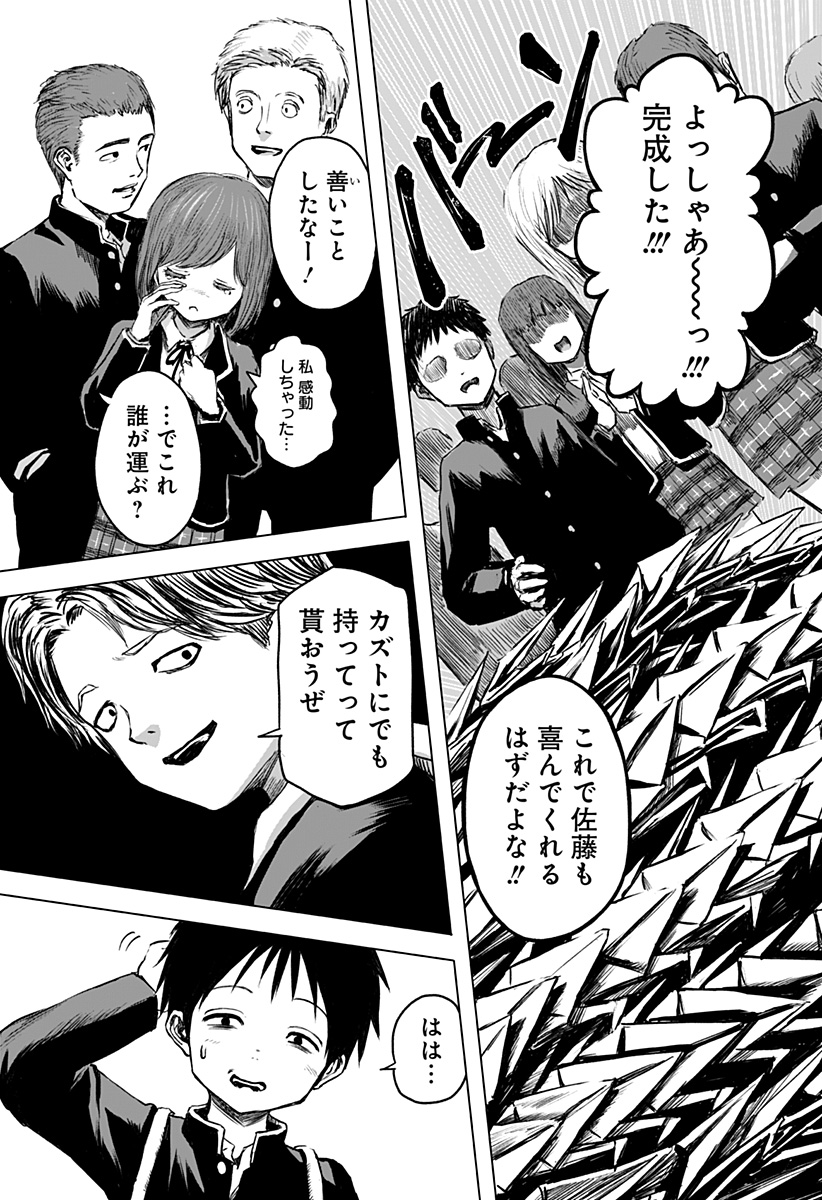 よっしゃあ〜〜〜っ!!!
完成した!!!
バーン
これで佐藤も
喜んでくれる
はずだよな!!
善いこと
い
したなー!
私 感動
しちゃった…
…でこれ
誰が運ぶ?
カズトにでも
持ってって
貰おうぜ
はは…